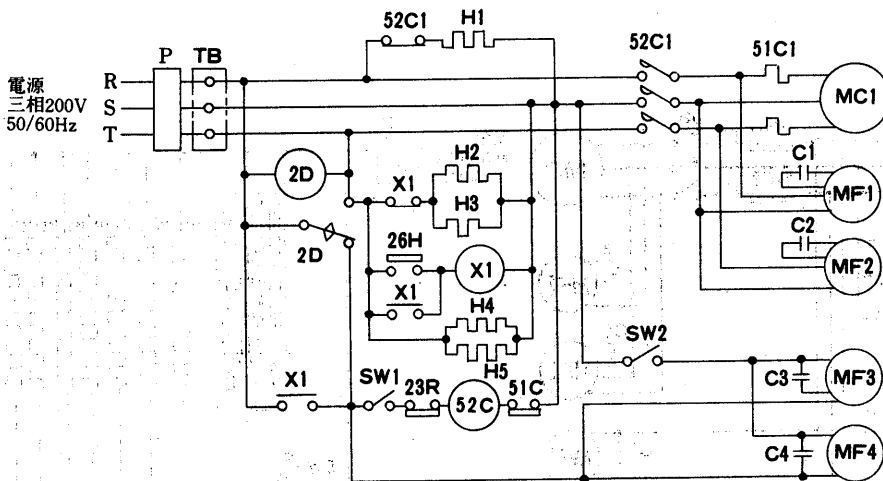 52C1
H1
P
TB
電源
三相200V
50/60Hz
R
S
T
52C1
51C1
MC1
2D
X1
H2
H3
C1
MF1
2D
26H
X1
X1
C2
MF2
H4
H5
SW2
X1
SW1
23R
52C
51C
C3
MF3
C4
MF4